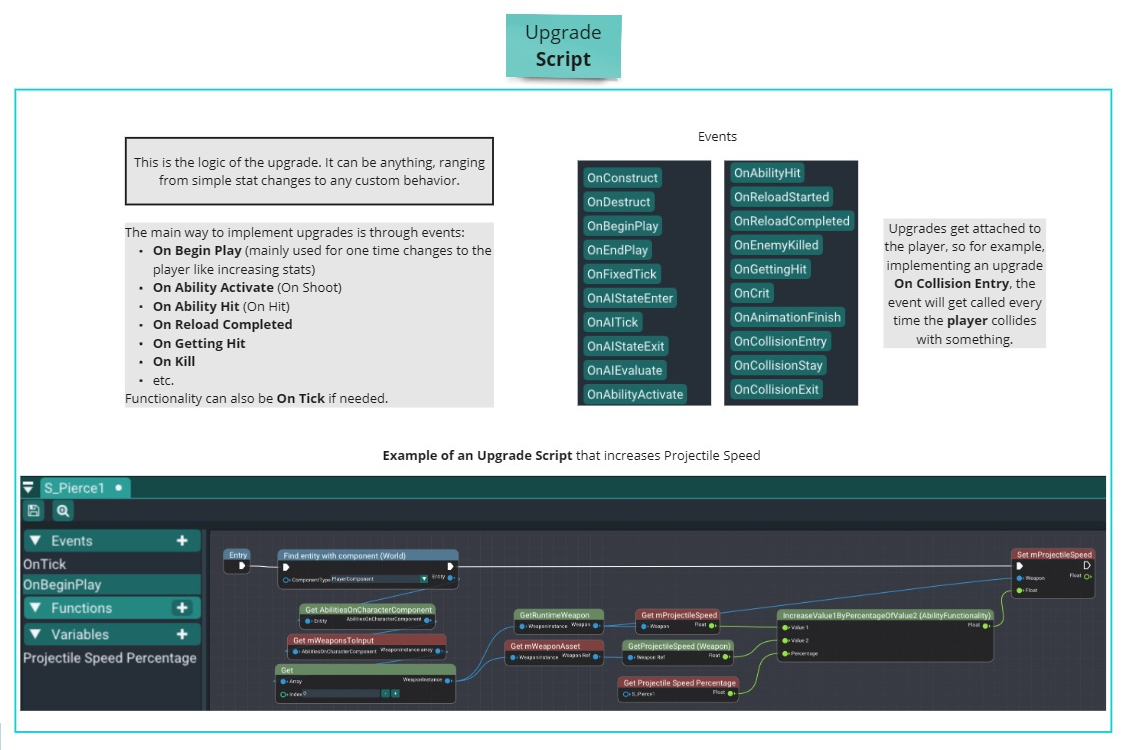 Upgrade
Script
This is the logic of the upgrade. It can be anything, ranging
from simple stat changes to any custom behavior.
The main way to implement upgrades is through events:
• On Begin Play (mainly used for one time changes to the
player like increasing stats)
• On Ability Activate (On Shoot)
• On Ability Hit (On Hit)
• On Reload Completed
• On Getting Hit
• On Kill
• etc.
Functionality can also be On Tick if needed.
Events
OnConstruct
OnDestruct
OnBeginPlay
OnEndPlay
OnFixedTick
OnAIStateEnter
OnAITick
OnAIStateExit
OnAIEvaluate
OnAbilityActivate
OnAbilityHit
OnReloadStarted
OnReloadCompleted
OnEnemyKilled
OnGettingHit
OnCrit
OnAnimationFinish
OnCollisionEntry
OnCollisionStay
OnCollisionExit
Upgrades get attached to
the player, so for example,
implementing an upgrade
On Collision Entry, the
event will get called every
time the player collides
with something.
Example of an Upgrade Script that increases Projectile Speed
S_Pierce1
Events +
OnTick
OnBeginPlay
Functions +
Variables +
Projectile Speed Percentage
Entry
Find entity with component (World)
ComponentType PlayerComponent
Entity
Get AbilitiesOnCharacterComponent
Entity AbilitiesOnCharacterComponent
Get mWeaponsToInput
AbilitiesOnCharacterComponent WeaponInstance array
Get
Array WeaponInstance
Index 0 - +
GetRuntimeWeapon
WeaponInstance Weapon
Get mWeaponAsset
WeaponInstance Weapon Ref
Get mProjectileSpeed
Weapon Float
GetProjectileSpeed (Weapon)
Weapon Ref Float
Get Projectile Speed Percentage
S_Pierce1 Float
IncreaseValue1ByPercentageOfValue2 (AbilityFunctionality)
Value 1 Float
Value 2
Percentage
Set mProjectileSpeed
Weapon Float
Float